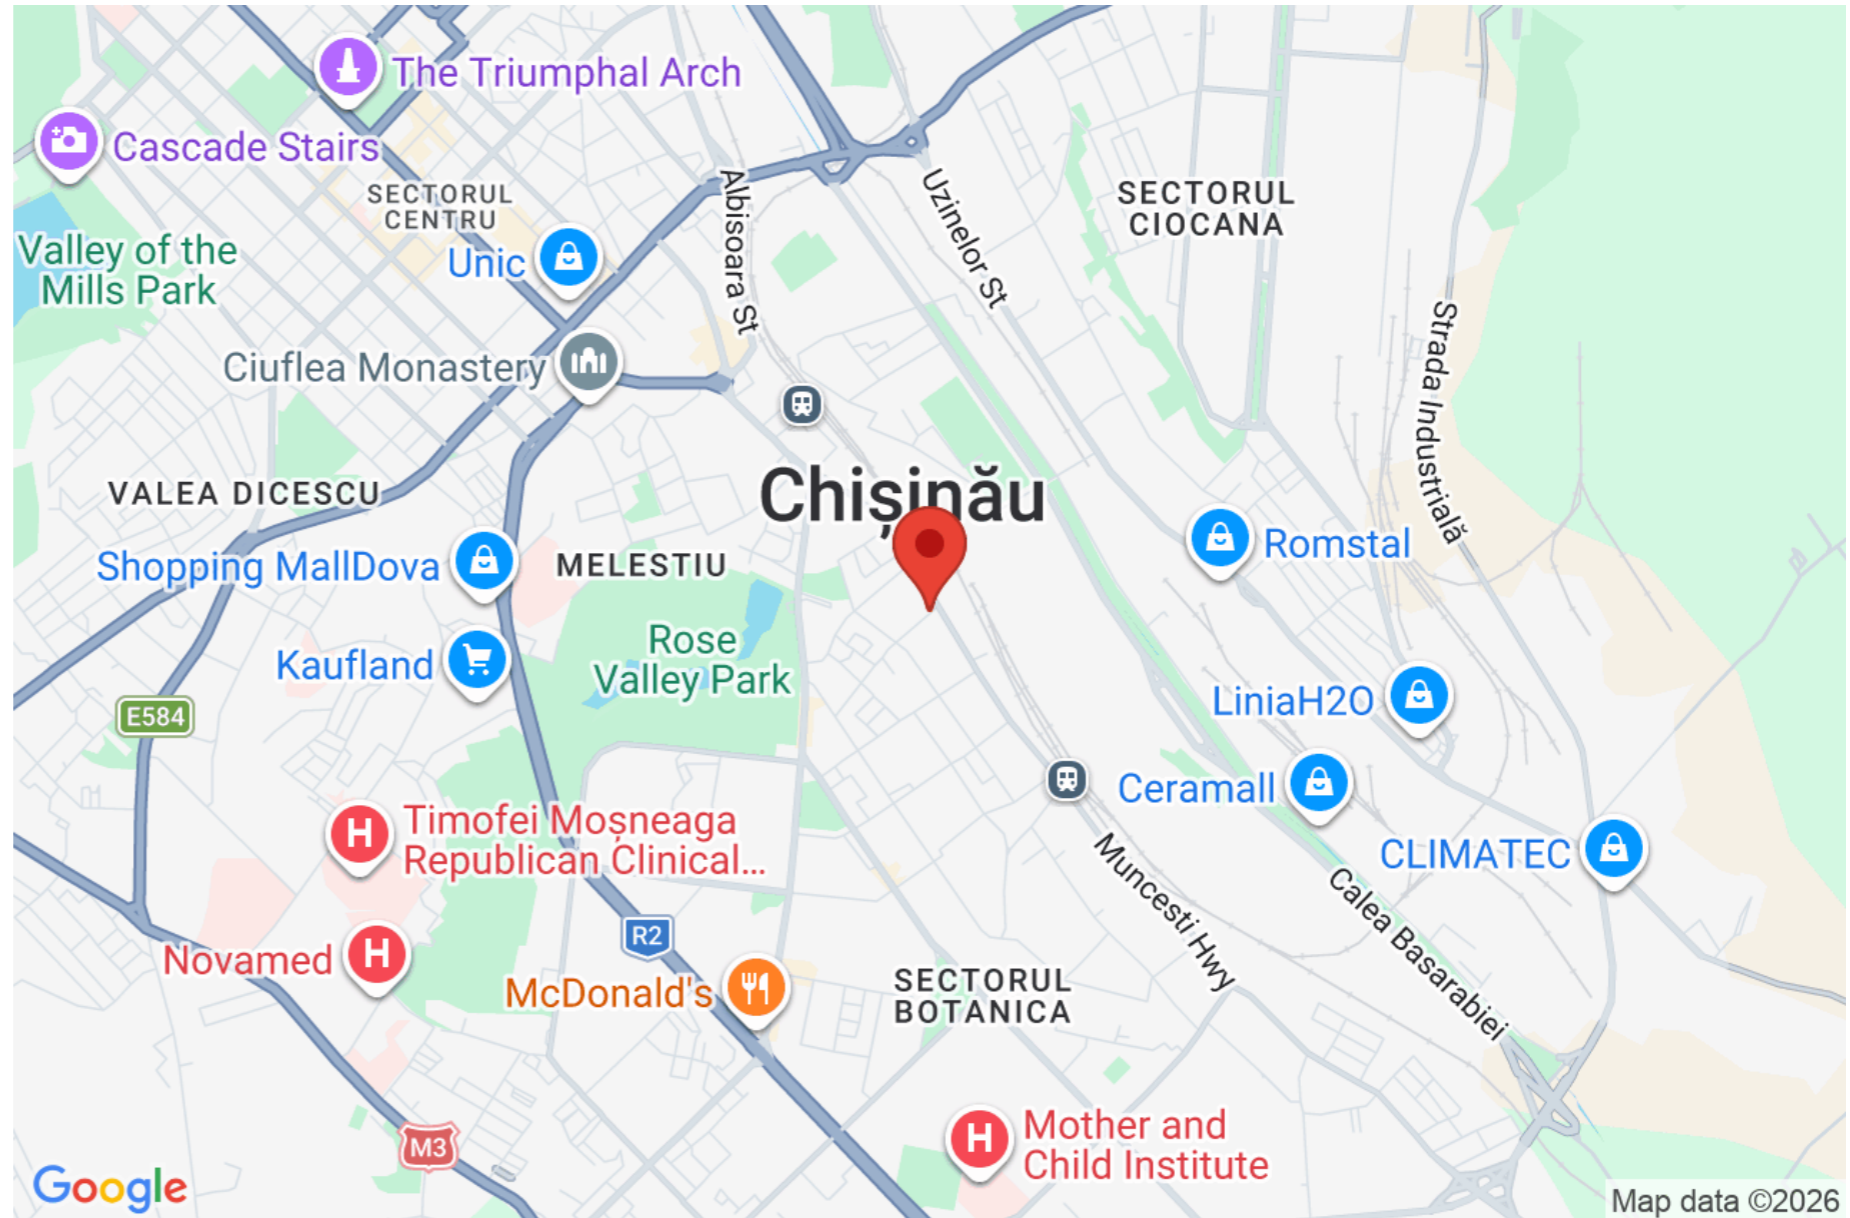 The Triumphal Arch
Cascade Stairs
SECTORUL
CENTRU
Albisoara St
Uzinelor St
SECTORUL
CIOCANA
Valley of the
Mills Park
Unic
Strada Industrială
Ciuflea Monastery
VALEA DICESCU
Chișinău
Shopping MallDova
MELESTIU
Romstal
Rose
Valley Park
Kaufland
E584
LiniaH2O
Ceramall
H
Timofei Moșneaga
Republican Clinical...
Muncesti Hwy
CLIMATEC
Calea Basarabiei
R2
Novamed
H
McDonald's
SECTORUL
BOTANICA
M3
H
Mother and
Child Institute
Google
Map data ©2026